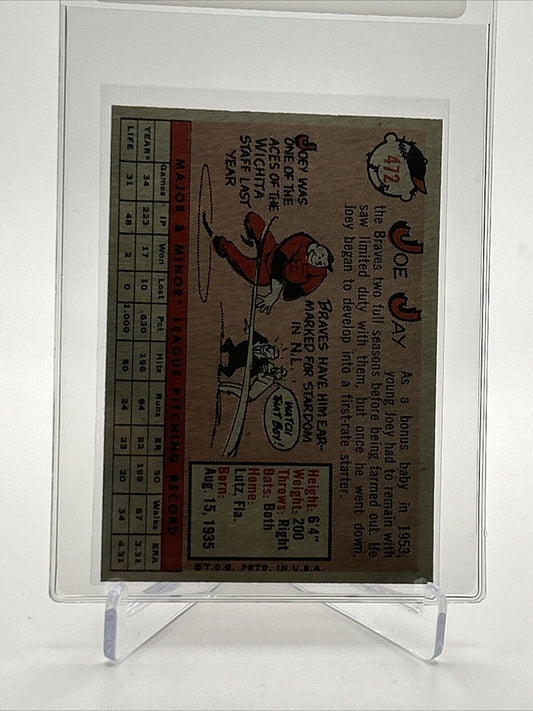 472
JOE JAY
As a bonus baby in 1953,
young Joey had to remain with
the Braves two full seasons before being farmed out. He
saw limited duty with them, but once he went down,
Joey began to develop into a first-rate starter.
JOEY WAS
ONE OF THE
ACES OF THE
WICHITA
STAFF LAST
YEAR
BRAVES HAVE HIM EAR-
MARKED FOR STARDOM
IN N.L.
WATCH
THAT BOY!
Height: 6'4"
Weight: 200
Throws: Right
Bats: Both
Home:
Lutz, Fla.
Born:
Aug. 15, 1935
MAJOR & MINOR* LEAGUE PITCHING RECORD
Games IP Won Lost Pct Hits Runs ER SO Walks ERA
YEAR* 34 223 17 10 .630 196 94 82 199 87 3.31
LIFE 31 48 2 0 1.000 50 24 23 20 34 4.31
©T.C.G. PRTD. IN U.S.A.